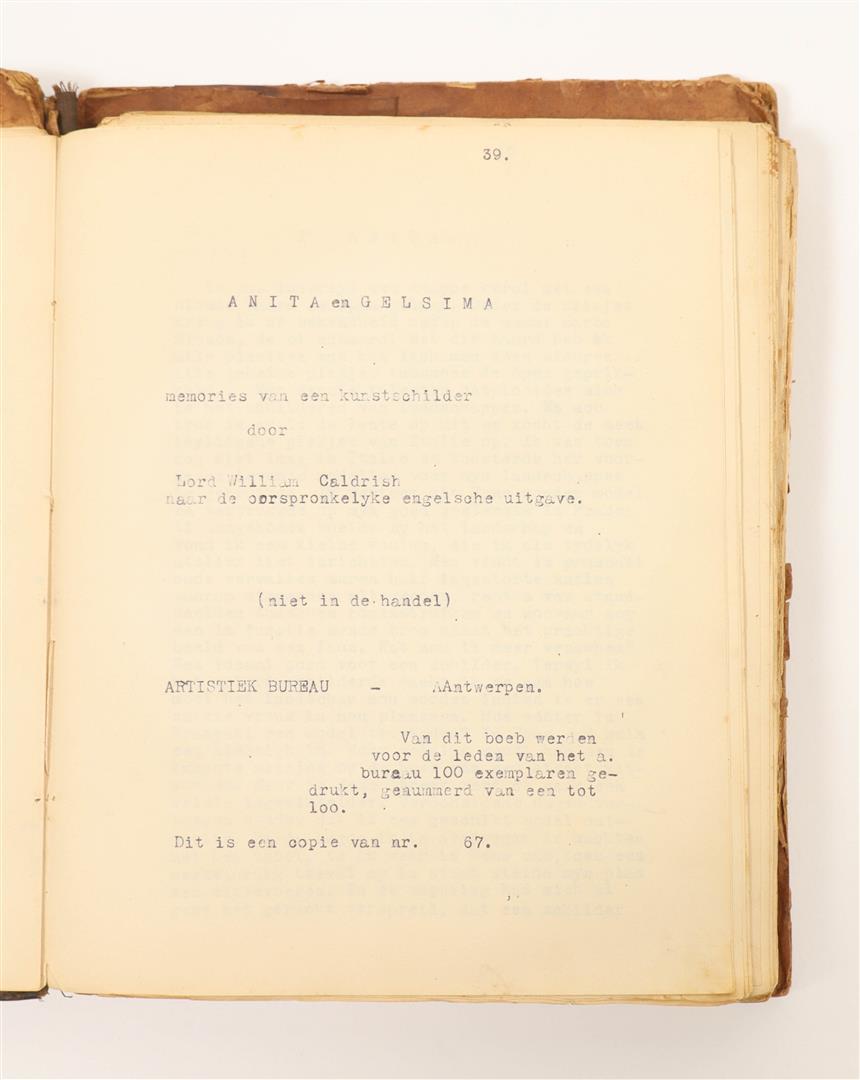 39.
A N I T A en G E L S I M A
memories van een kunstschilder
door
Lord William Caldrish
naar de oorspronkelyke engelsche uitgave.
(niet in de handel)
ARTISTIEK BUREAU - AAntwerpen.
Van dit boeb werden
voor de leden van het a.
bureau 100 exemplaren ge-
drukt, genummerd van een tot
loo.
Dit is een copie van nr. 67.